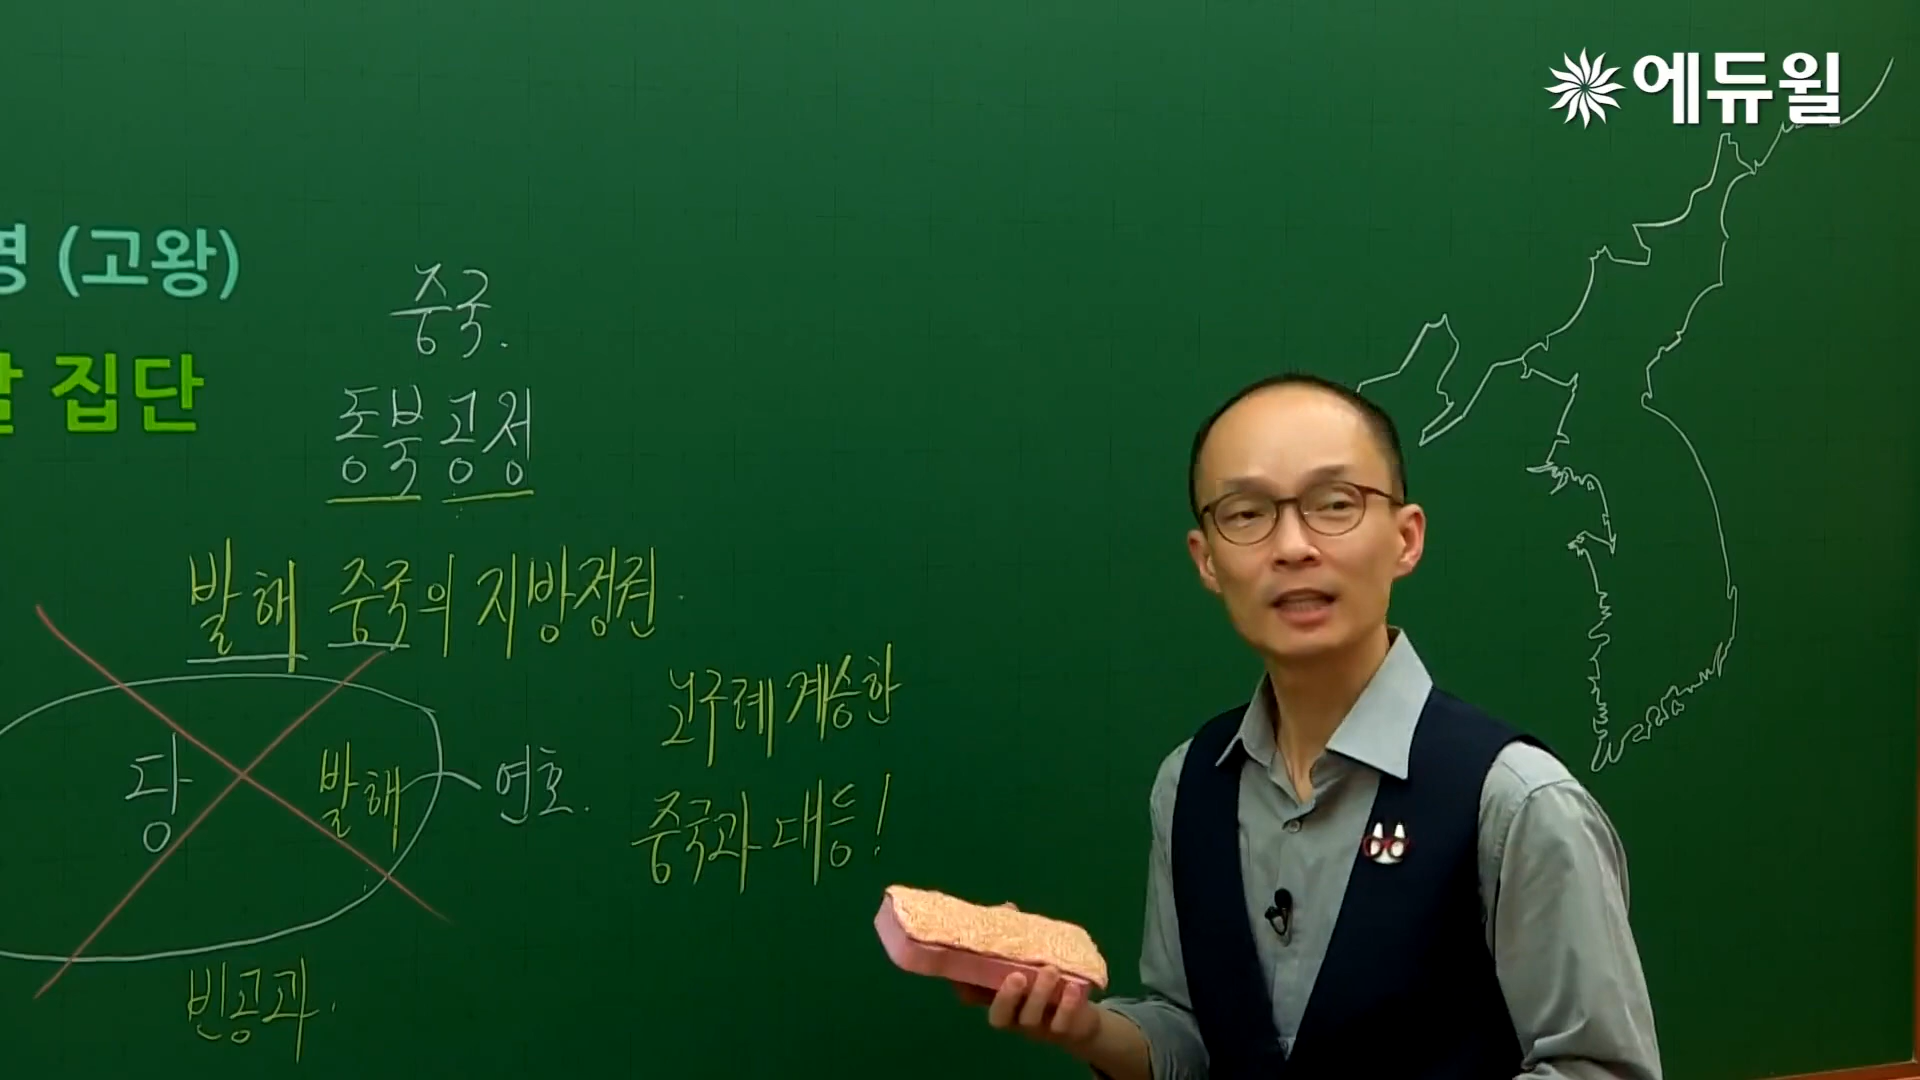 에듀윌
(고왕)
집단
중국.
동북공정
발해 중국의 지방정권.
당 발해 연호.
고구려 계승한
중국과 대등!
빈공과.